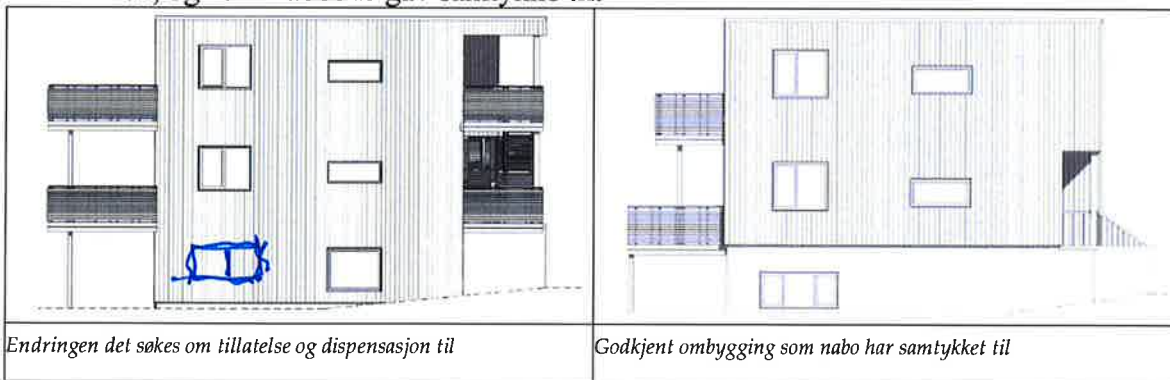 Endringen det søkes om tillatelse og dispensasjon til
Godkjent ombygging som nabo har samtykket til